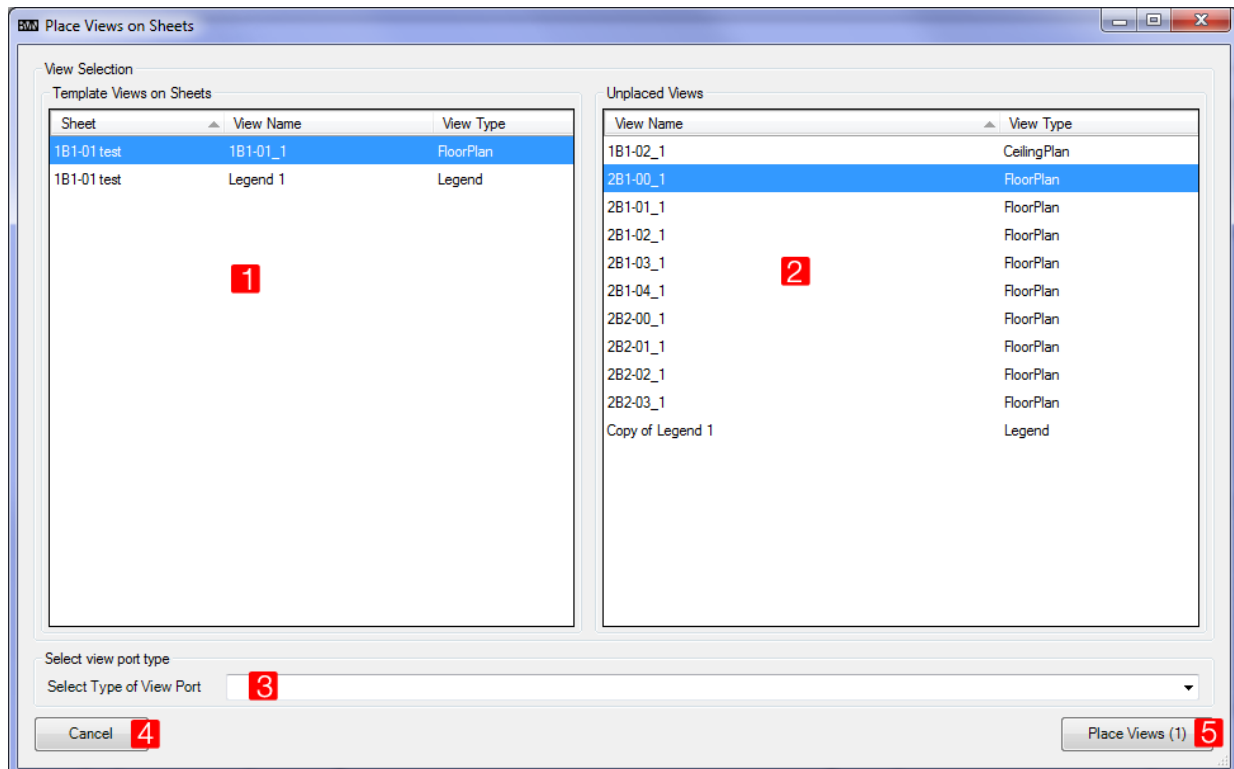 BVN Place Views on Sheets
View Selection
Template Views on Sheets
Sheet View Name View Type
1B1-01 test 1B1-01_1 FloorPlan
1B1-01 test Legend 1 Legend
1
Unplaced Views
View Name View Type
1B1-02_1 CeilingPlan
2B1-00_1 FloorPlan
2B1-01_1 FloorPlan
2B1-02_1 FloorPlan
2B1-03_1 FloorPlan
2
2B1-04_1 FloorPlan
2B2-00_1 FloorPlan
2B2-01_1 FloorPlan
2B2-02_1 FloorPlan
2B2-03_1 FloorPlan
Copy of Legend 1 Legend
Select view port type
Select Type of View Port 3
Cancel 4
Place Views (1) 5